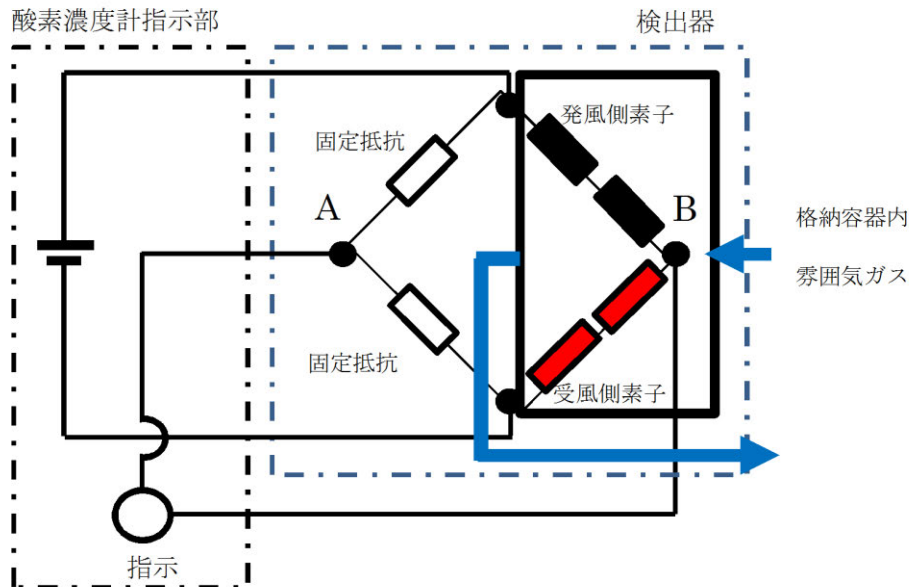 酸素濃度計指示部
検出器
発風側素子
固定抵抗
A
B
格納容器内
雰囲気ガス
固定抵抗
受風側素子
指示